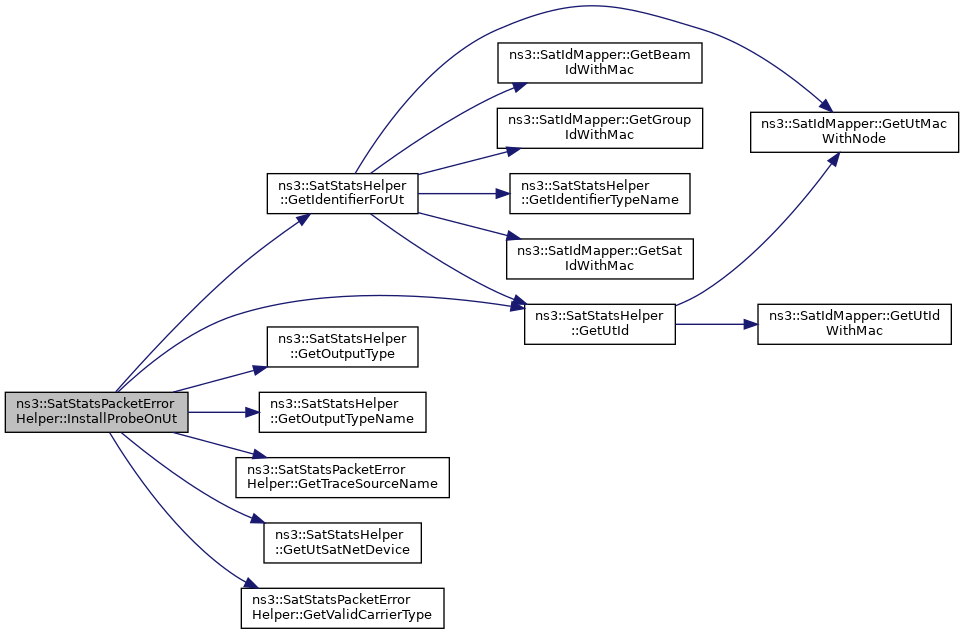 ns3::SatStatsPacketError
Helper::InstallProbeOnUt
ns3::SatStatsHelper
::GetIdentifierForUt
ns3::SatIdMapper::GetBeam
IdWithMac
ns3::SatIdMapper::GetGroup
IdWithMac
ns3::SatStatsHelper
::GetIdentifierTypeName
ns3::SatIdMapper::GetSat
IdWithMac
ns3::SatStatsHelper
::GetUtId
ns3::SatIdMapper::GetUtMac
WithNode
ns3::SatIdMapper::GetUtId
WithMac
ns3::SatStatsHelper
::GetOutputType
ns3::SatStatsHelper
::GetOutputTypeName
ns3::SatStatsPacketError
Helper::GetTraceSourceName
ns3::SatStatsHelper
::GetUtSatNetDevice
ns3::SatStatsPacketError
Helper::GetValidCarrierType